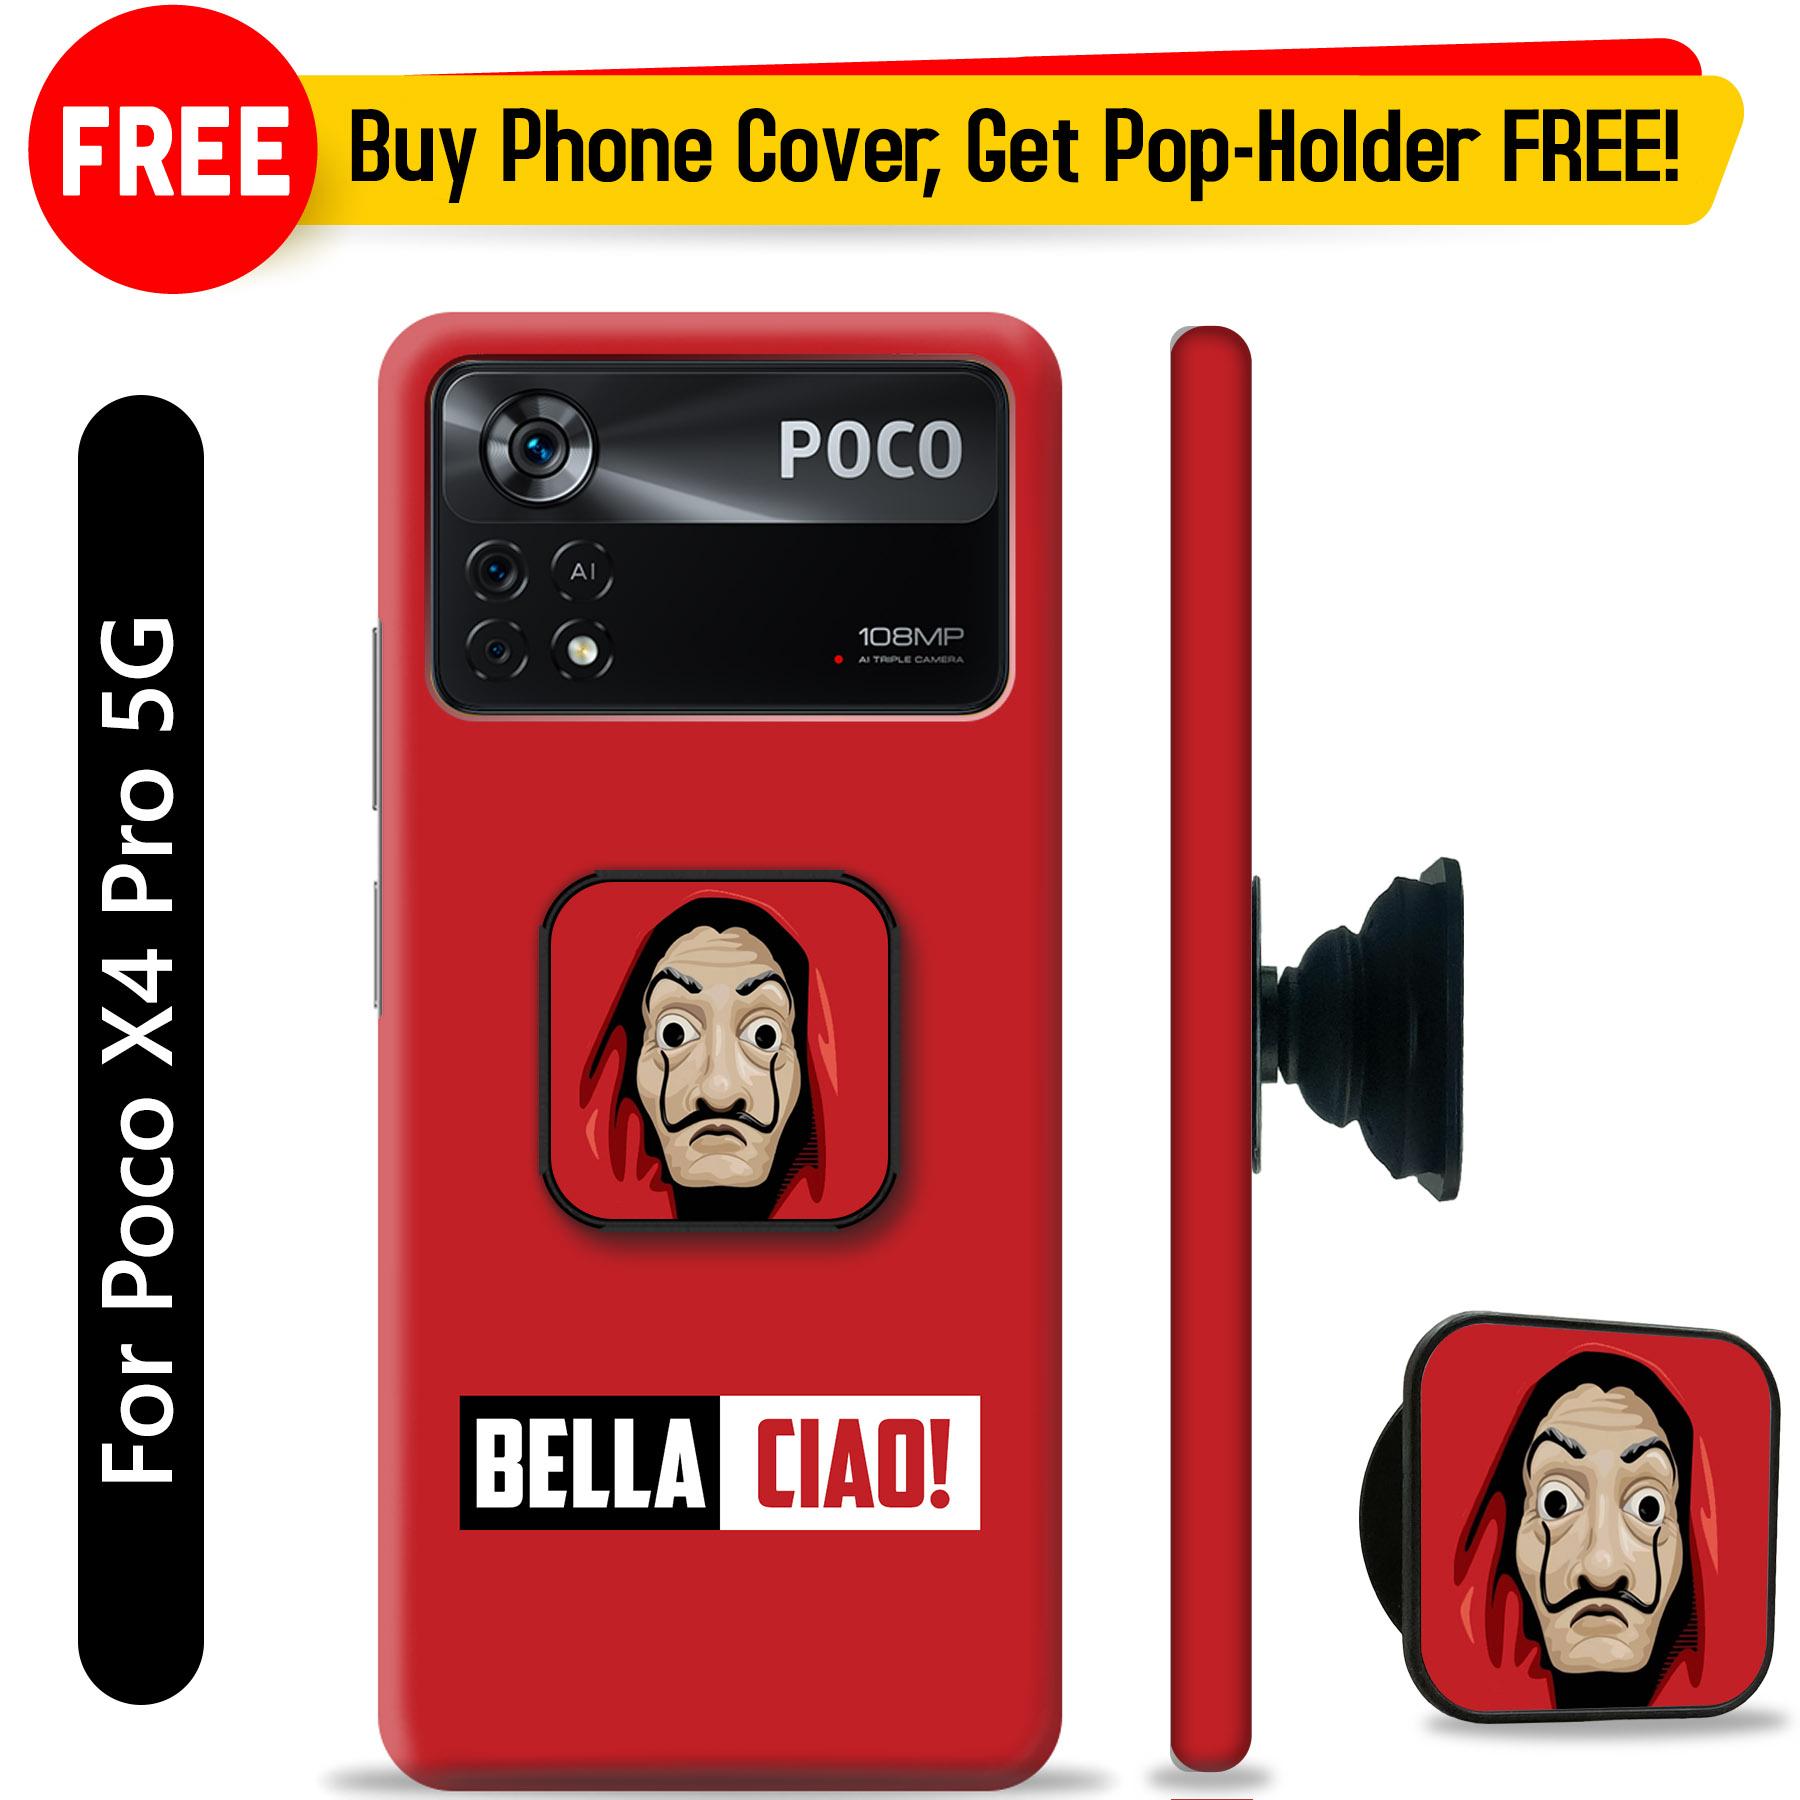 FREE
Buy Phone Cover, Get Pop-Holder FREE!
For Poco X4 Pro 5G
POCO
AI
108MP
AI TRIPLE CAMERA
BELLA CIAO!